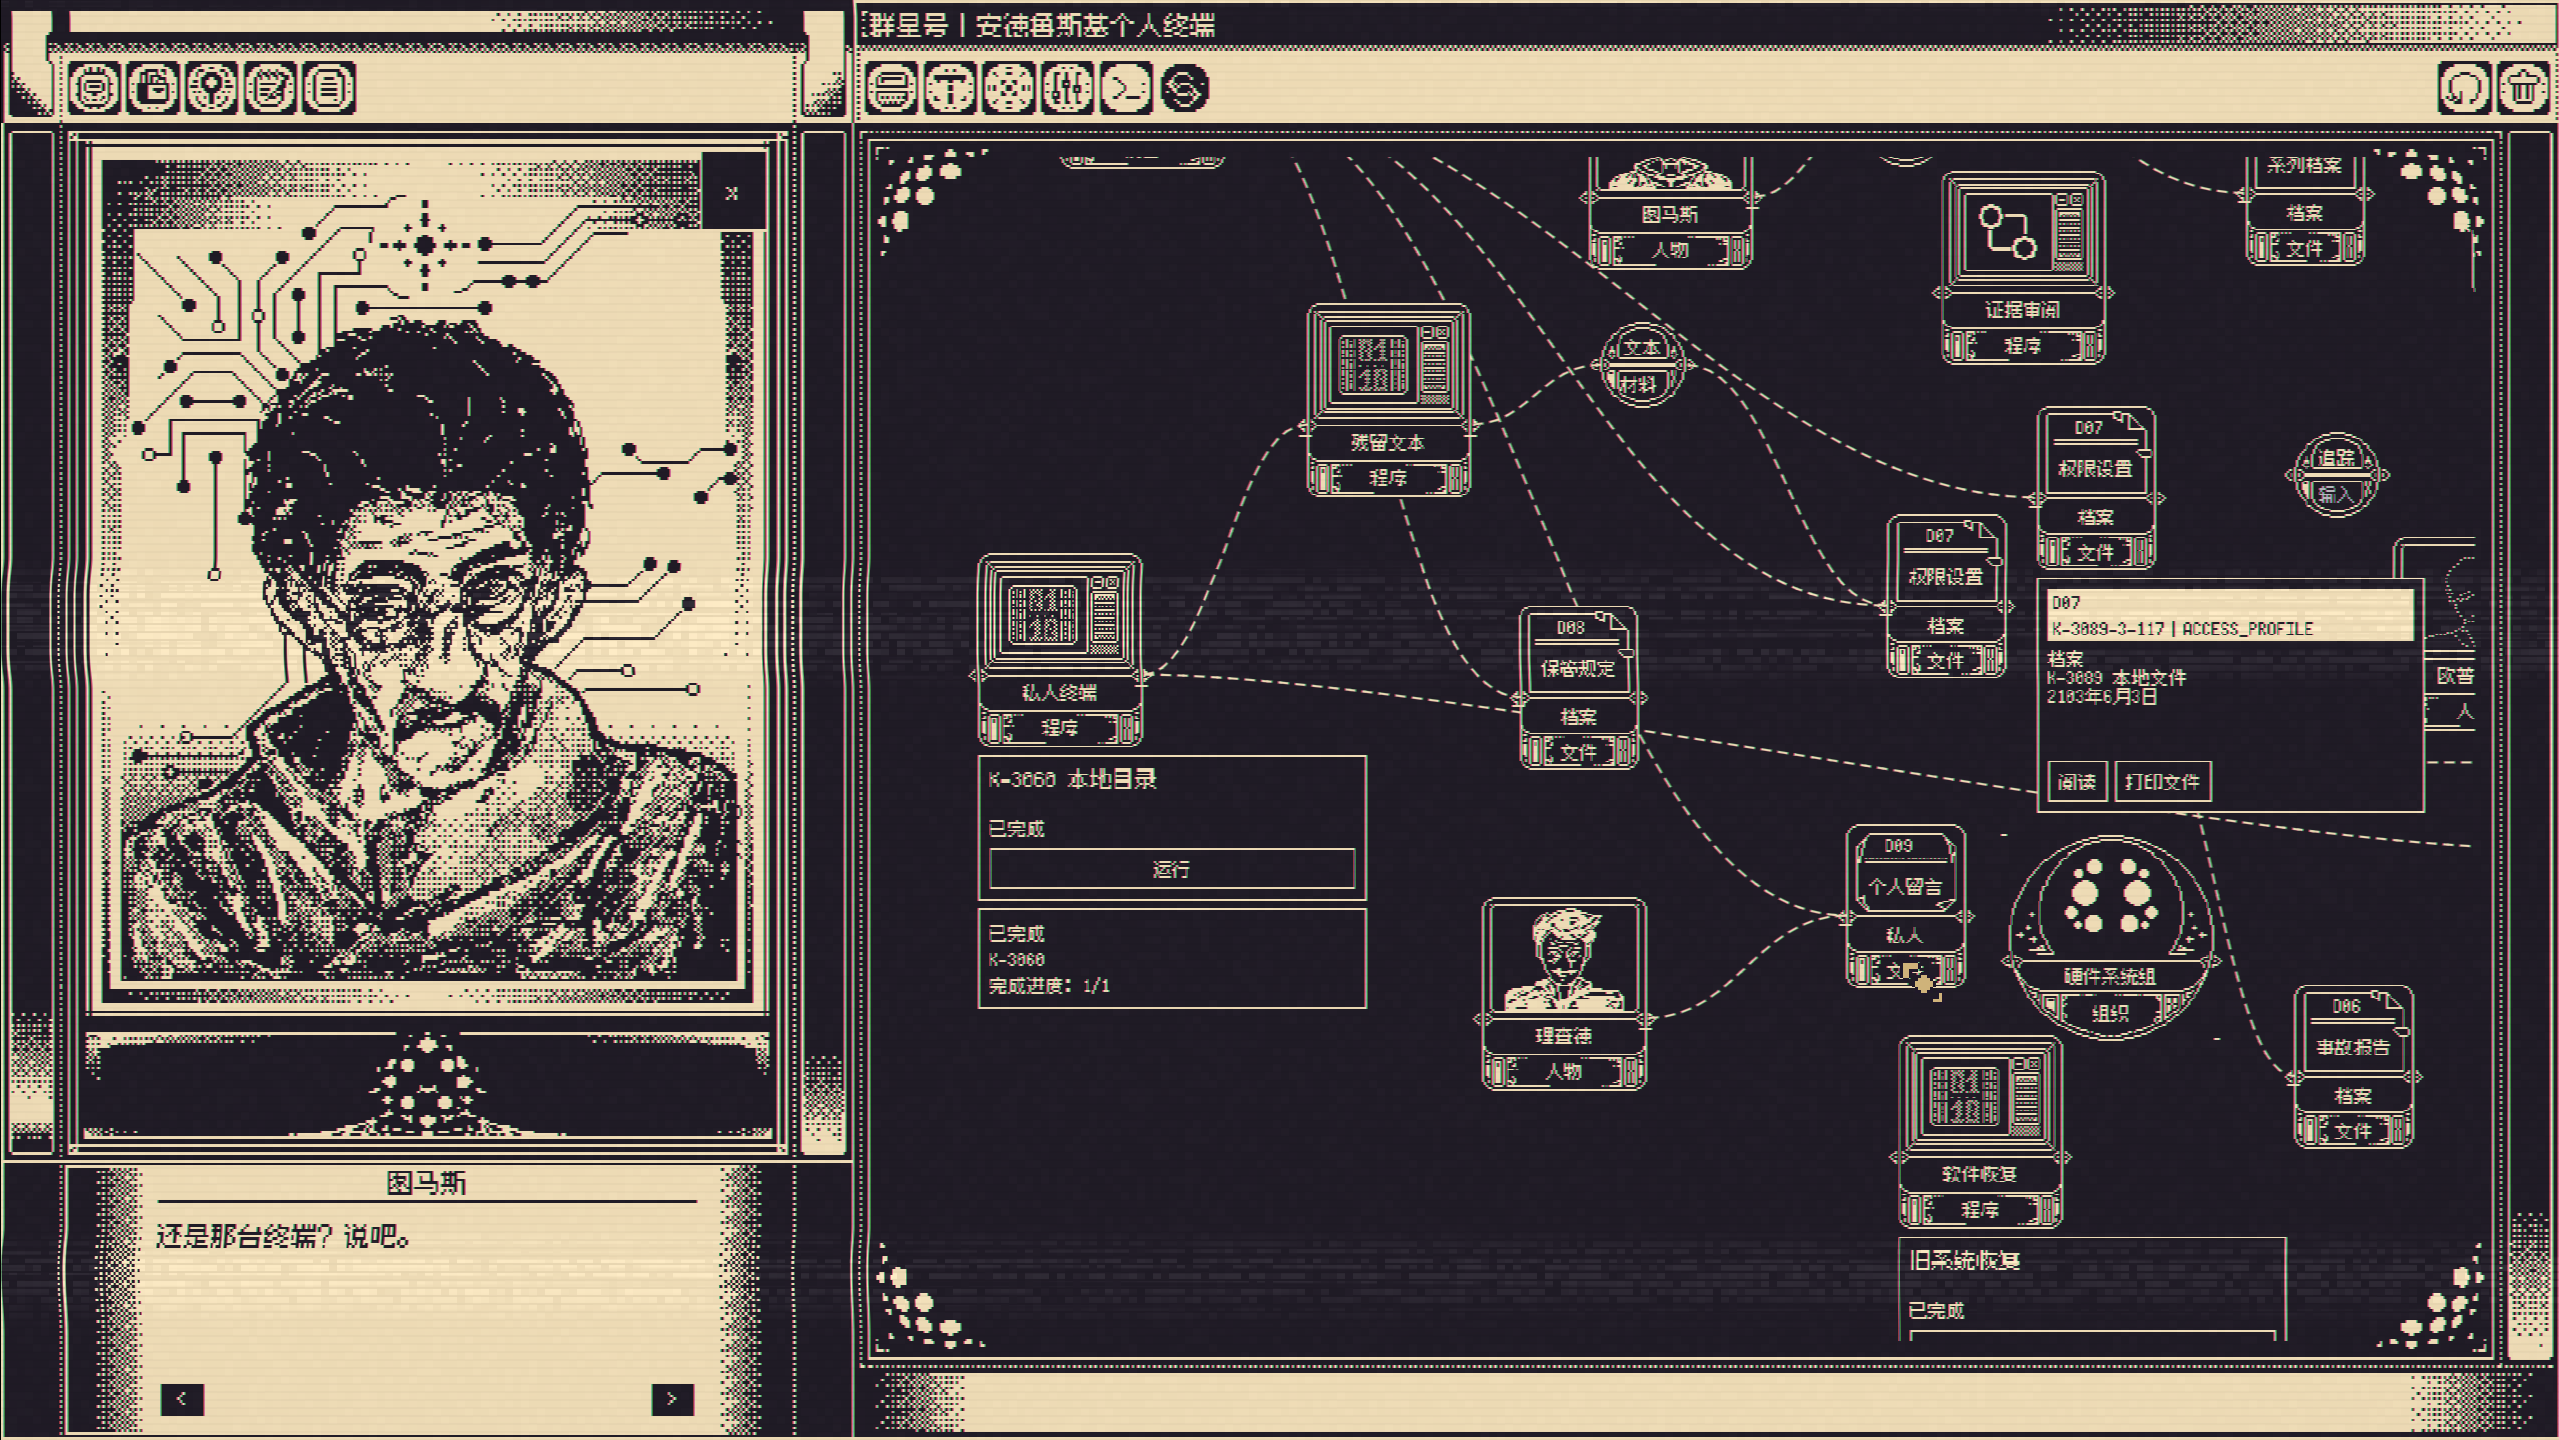 群星号 | 安德鲁斯基个人终端
图马斯
还是那台终端？说吧。
<
>
图马斯
人物
证据审阅
程序
系列档案
档案
文件
残留文本
程序
文本
材料
D07
权限设置
档案
文件
追踪
输入
D07
权限设置
档案
文件
D07
K-3089-3-117 | ACCESS_PROFILE
档案
K-3089 本地文件
2103年6月3日
阅读
打印文件
欧普
人
私人终端
程序
K-3060 本地目录
已完成
运行
已完成
K-3060
完成进度：1/1
D08
保管规定
档案
文件
D09
个人留言
私人
理查德
人物
硬件系统组
组织
D06
事故报告
档案
文件
软件恢复
程序
旧系统恢复
已完成